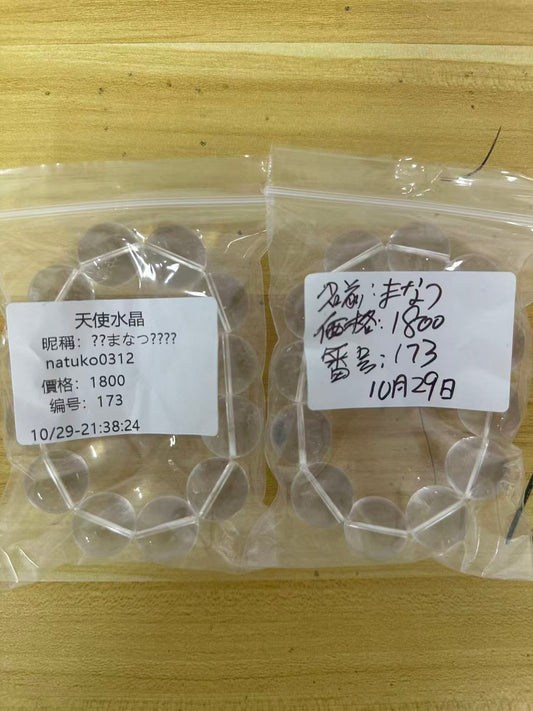 天使水晶
昵稱：??まなつ????
natuko0312
價格：1800
编号：173
10/29-21:38:24
名前：まなつ
価格：1800
番号：173
10月29日